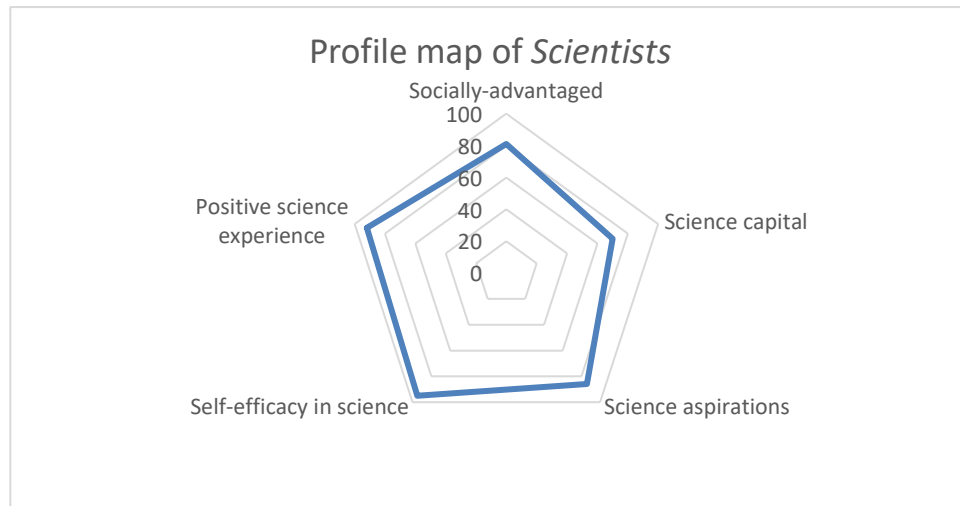 Profile map of Scientists
Socially-advantaged
100
80
60
40
20
0
Science capital
Science aspirations
Self-efficacy in science
Positive science
experience